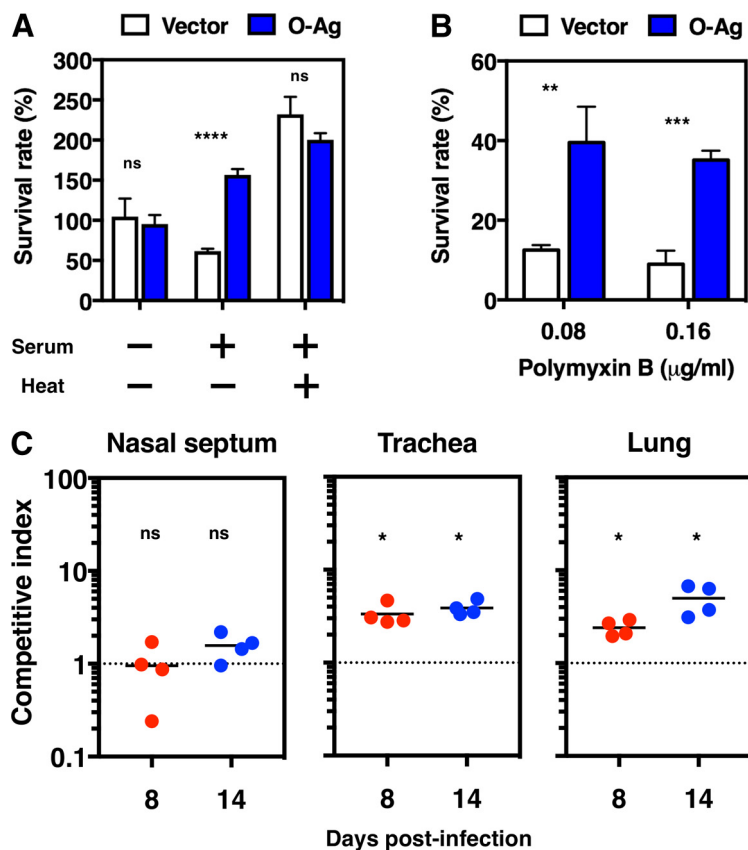 A
Vector O-Ag
Survival rate (%)
300
250
200
150
100
50
0
ns
****
ns
Serum − + +
Heat − − +
B
Vector O-Ag
Survival rate (%)
60
40
20
0
**
***
0.08 0.16
Polymyxin B (μg/ml)
C
Nasal septum Trachea Lung
Competitive index
100
10
1
0.1
ns ns * * * *
8 14 8 14 8 14
Days post-infection